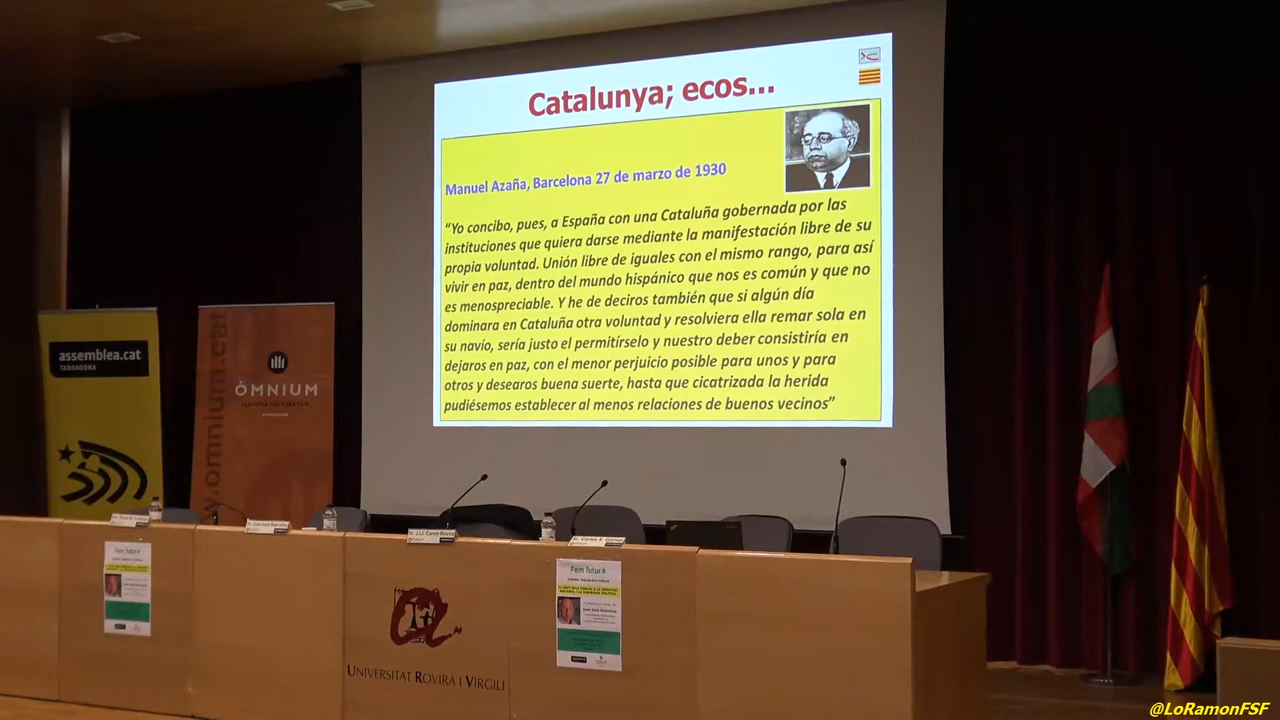 Catalunya; ecos...
Manuel Azaña, Barcelona 27 de marzo de 1930
“Yo concibo, pues, a España con una Cataluña gobernada por las
instituciones que quiera darse mediante la manifestación libre de su
propia voluntad. Unión libre de iguales con el mismo rango, para así
vivir en paz, dentro del mundo hispánico que nos es común y que no
es menospreciable. Y he de deciros también que si algún día
dominara en Cataluña otra voluntad y resolviera ella remar sola en
su navío, sería justo el permitírselo y nuestro deber consistiría en
dejaros en paz, con el menor perjuicio posible para unos y para
otros y desearos buena suerte, hasta que cicatrizada la herida
pudiésemos establecer al menos relaciones de buenos vecinos”
assemblea.cat
TARRAGONA
www.omnium.cat
ÒMNIUM
Fem futur.e
Fem futur.e
UNIVERSITAT ROVIRA I VIRGILI
@LoRamonFSF